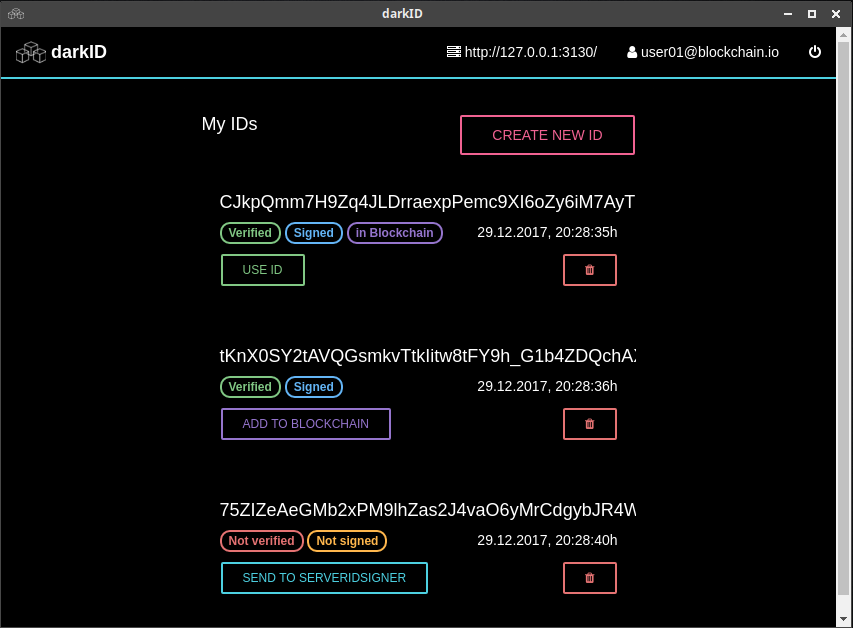 darkID
darkID
http://127.0.0.1:3130/
user01@blockchain.io
My IDs
CREATE NEW ID
CJkpQmm7H9Zq4JLDrraexpPemc9XI6oZy6iM7AyT
Verified Signed in Blockchain 29.12.2017, 20:28:35h
USE ID
tKnX0SY2tAVQGsmkvTtkIitw8tFY9h_G1b4ZDQchAX
Verified Signed 29.12.2017, 20:28:36h
ADD TO BLOCKCHAIN
75ZIZeAeGMb2xPM9lhZas2J4vaO6yMrCdgybJR4W
Not verified Not signed 29.12.2017, 20:28:40h
SEND TO SERVERIDSIGNER